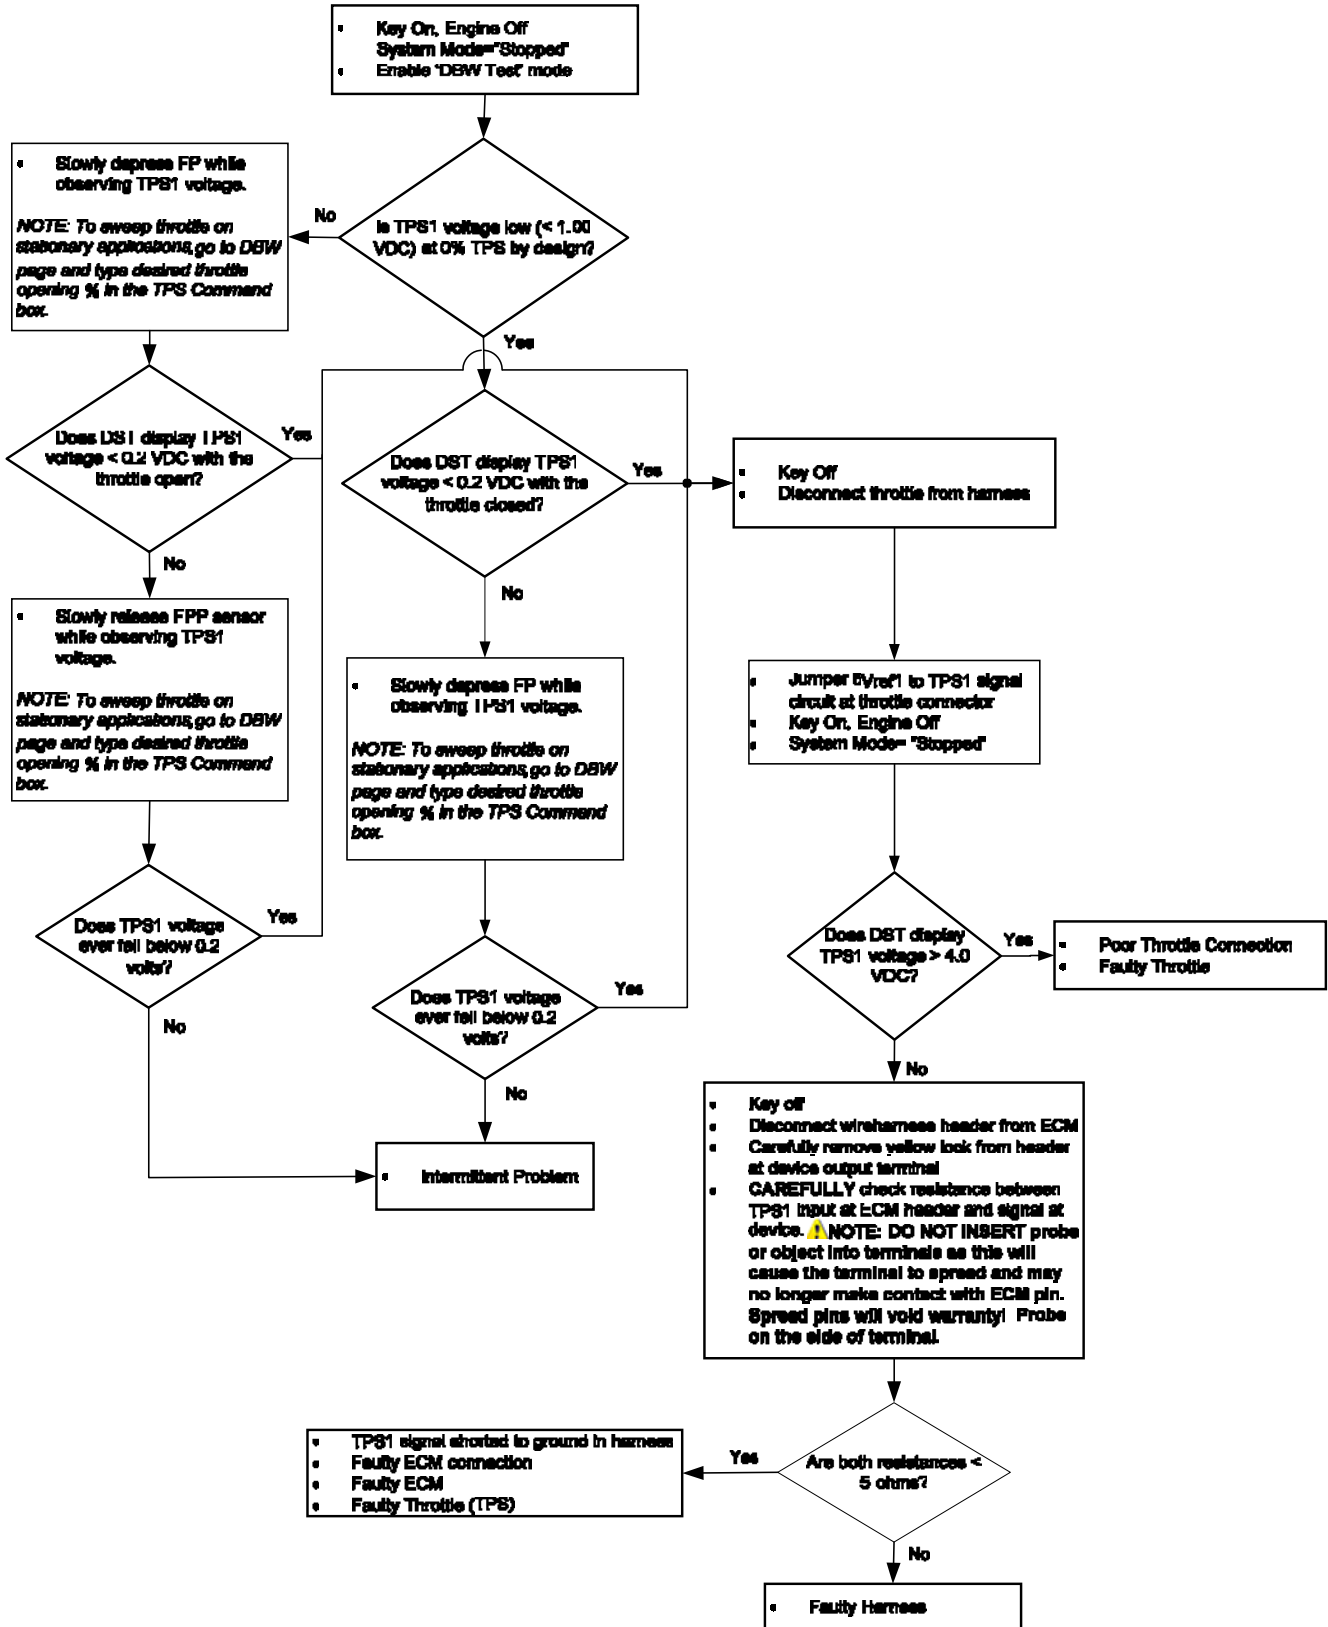 Key On, Engine Off
System Mode="Stopped"
Enable 'DBW Test' mode
Is TPS1 voltage low (< 1.00
VDC) at 0% TPS by design?
No
Yes
Slowly depress FP while
observing TPS1 voltage.
NOTE: To sweep throttle on
stationary applications, go to DBW
page and type desired throttle
opening % in the TPS Command
box.
Does DST display TPS1
voltage < 0.2 VDC with the
throttle open?
Yes
No
Slowly release FPP sensor
while observing TPS1
voltage.
NOTE: To sweep throttle on
stationary applications, go to DBW
page and type desired throttle
opening % in the TPS Command
box.
Does TPS1 voltage
ever fall below 0.2
volts?
Yes
No
Does DST display TPS1
voltage < 0.2 VDC with the
throttle closed?
Yes
No
Slowly depress FP while
observing TPS1 voltage.
NOTE: To sweep throttle on
stationary applications, go to DBW
page and type desired throttle
opening % in the TPS Command
box.
Does TPS1 voltage
ever fall below 0.2
volts?
Yes
No
Intermittent Problem
Key Off
Disconnect throttle from harness
Jumper 5Vref1 to TPS1 signal
circuit at throttle connector
Key On, Engine Off
System Mode= "Stopped"
Does DST display
TPS1 voltage > 4.0
VDC?
Yes
Poor Throttle Connection
Faulty Throttle
No
Key off
Disconnect wireharness header from ECM
Carefully remove yellow lock from header
at device output terminal
CAREFULLY check resistance between
TPS1 input at ECM header and signal at
device. NOTE: DO NOT INSERT probe
or object into terminals as this will
cause the terminal to spread and may
no longer make contact with ECM pin.
Spread pins will void warranty! Probe
on the side of terminal.
Are both resistances <
5 ohms?
Yes
TPS1 signal shorted to ground in harness
Faulty ECM connection
Faulty ECM
Faulty Throttle (TPS)
No
Faulty Harness